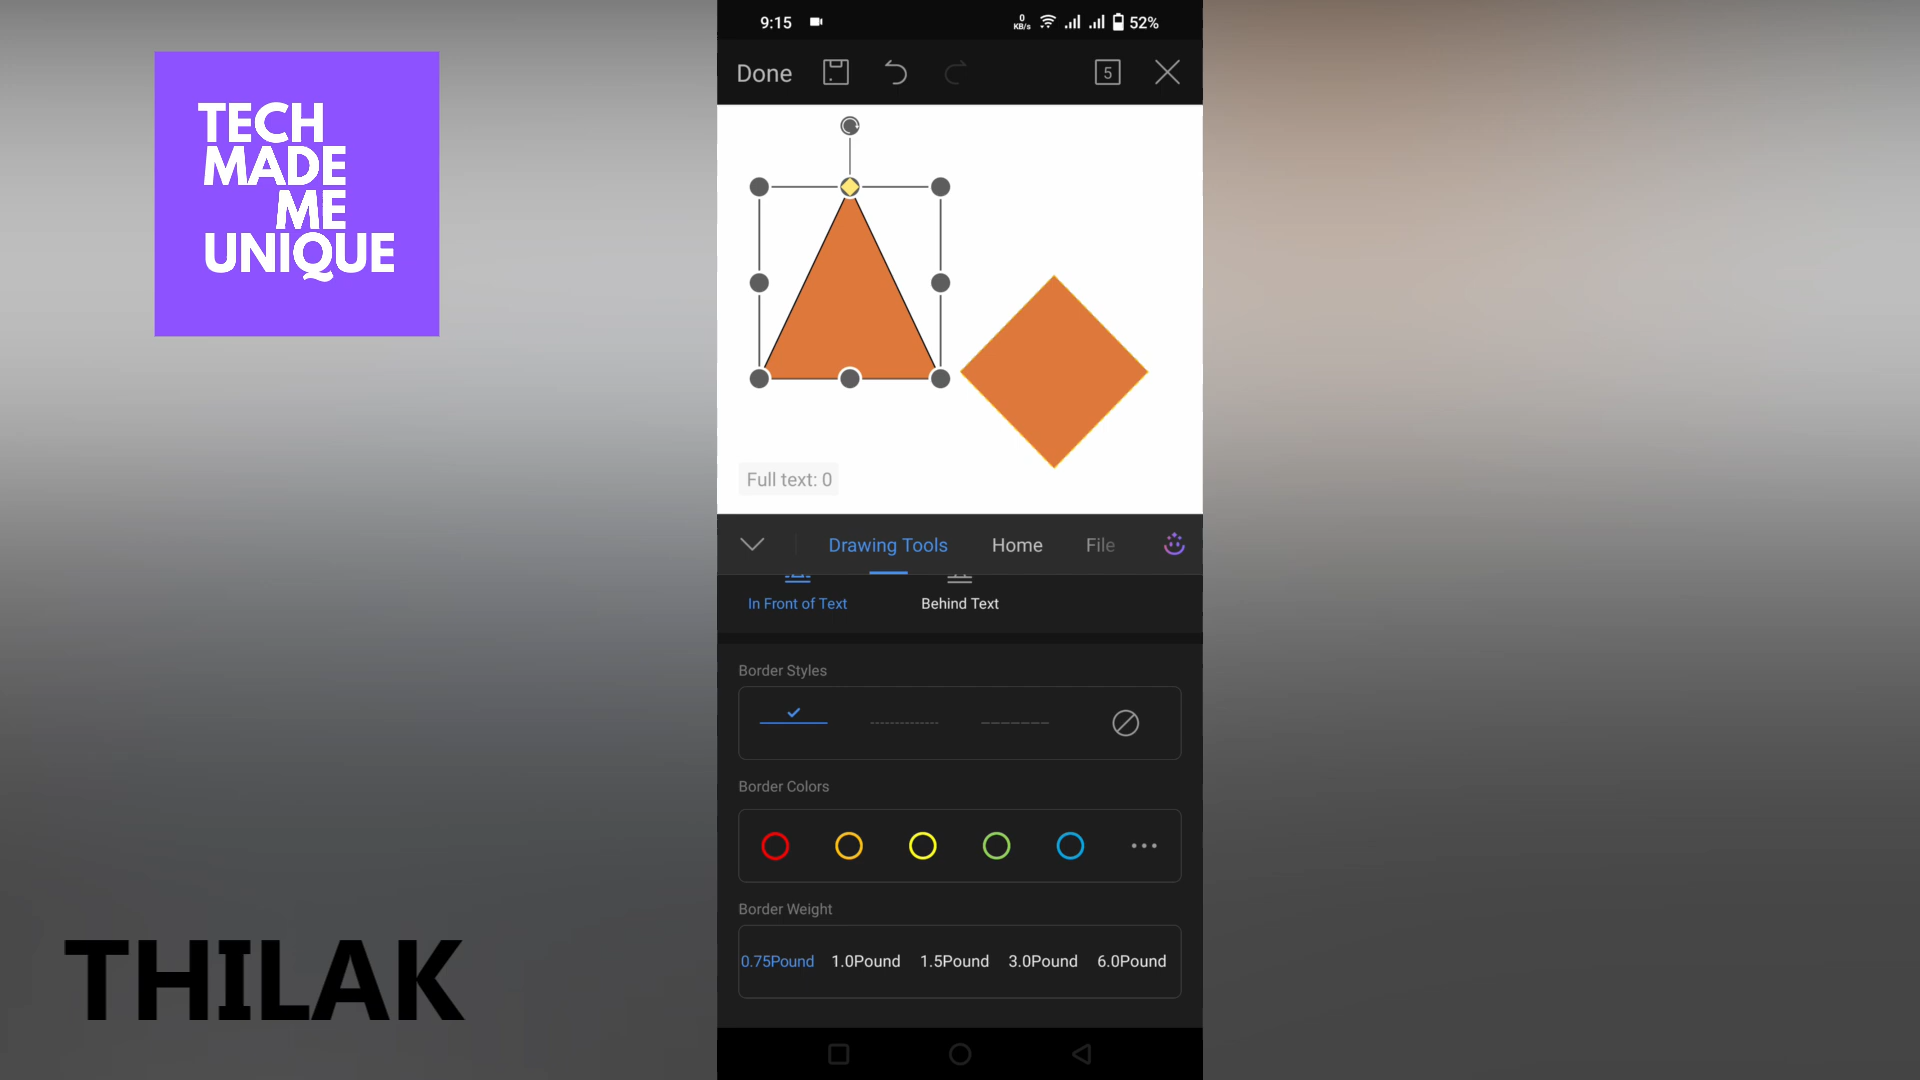 TECH
MADE
ME
UNIQUE
THILAK
9:15
0
KB/s
52%
Done
5
Full text: 0
Drawing Tools
Home
File
In Front of Text
Behind Text
Border Styles
Border Colors
Border Weight
0.75Pound
1.0Pound
1.5Pound
3.0Pound
6.0Pound